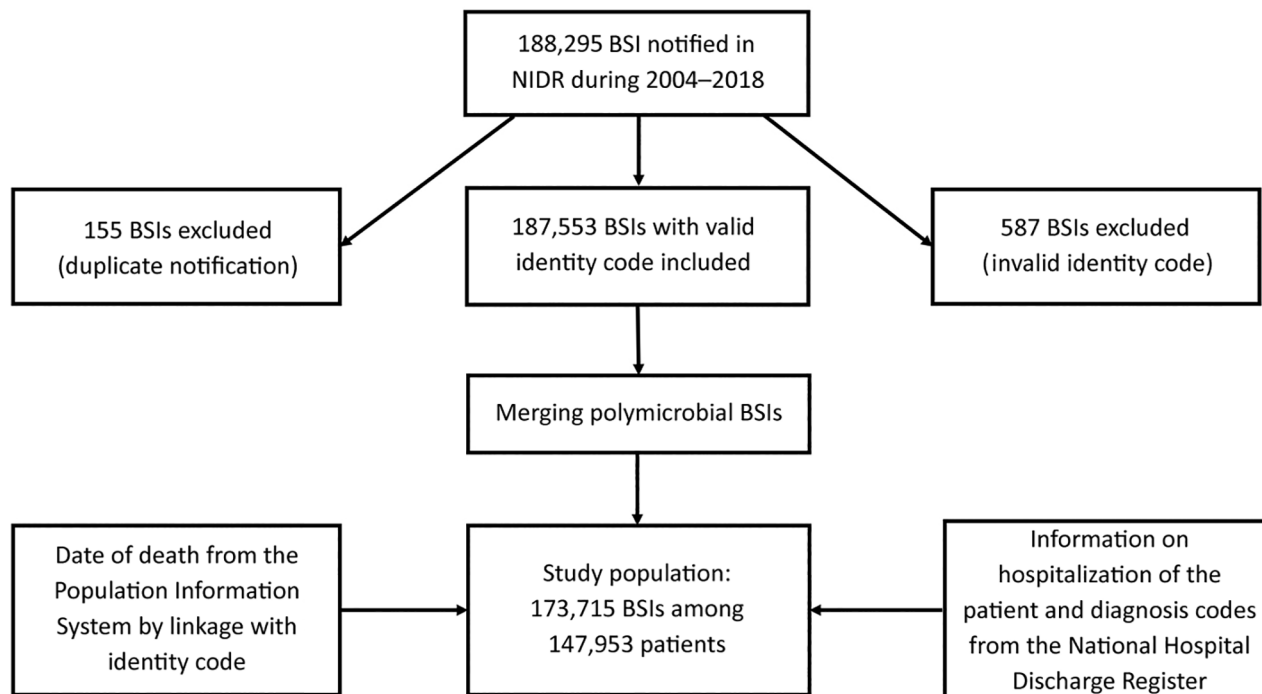 188,295 BSI notified in
NIDR during 2004–2018
155 BSIs excluded
(duplicate notification)
187,553 BSIs with valid
identity code included
587 BSIs excluded
(invalid identity code)
Merging polymicrobial BSIs
Date of death from the
Population Information
System by linkage with
identity code
Study population:
173,715 BSIs among
147,953 patients
Information on
hospitalization of the
patient and diagnosis codes
from the National Hospital
Discharge Register